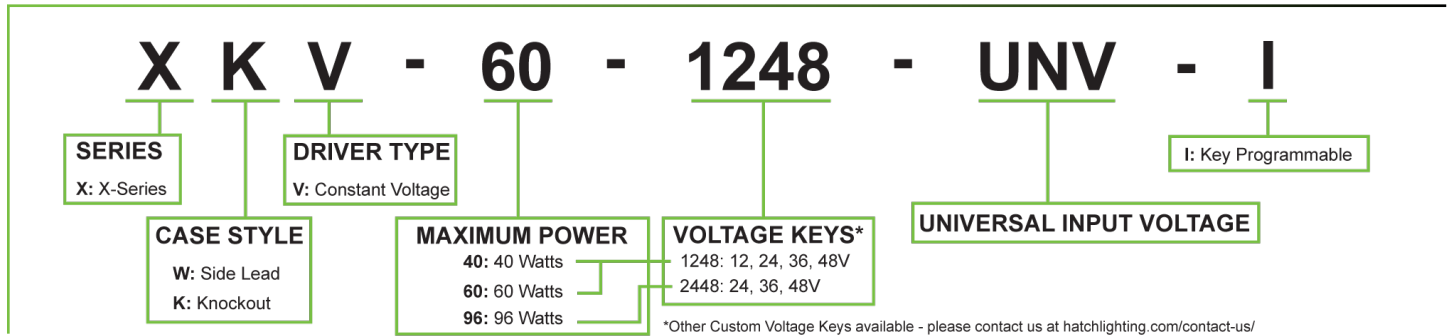 X K V - 60 - 1248 - UNV - I
SERIES
X: X-Series
DRIVER TYPE
V: Constant Voltage
I: Key Programmable
CASE STYLE
W: Side Lead
K: Knockout
MAXIMUM POWER
40: 40 Watts
60: 60 Watts
96: 96 Watts
VOLTAGE KEYS*
1248: 12, 24, 36, 48V
2448: 24, 36, 48V
UNIVERSAL INPUT VOLTAGE
*Other Custom Voltage Keys available - please contact us at hatchlighting.com/contact-us/